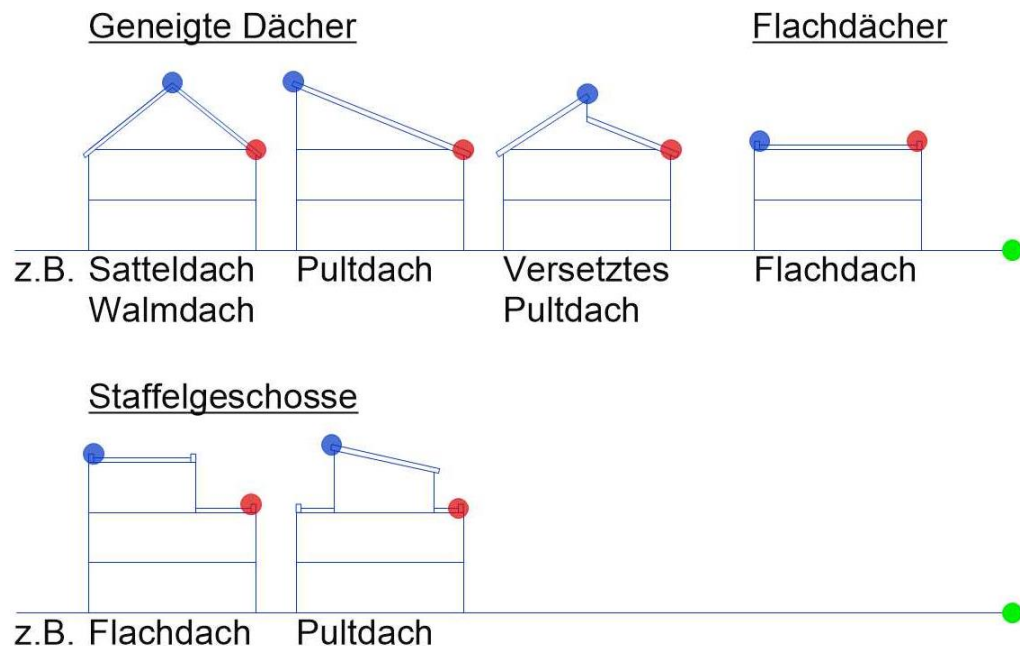 Geneigte Dächer
Flachdächer
z.B. Satteldach Pultdach Versetztes Flachdach
Walmdach Pultdach
Staffelgeschosse
z.B. Flachdach Pultdach